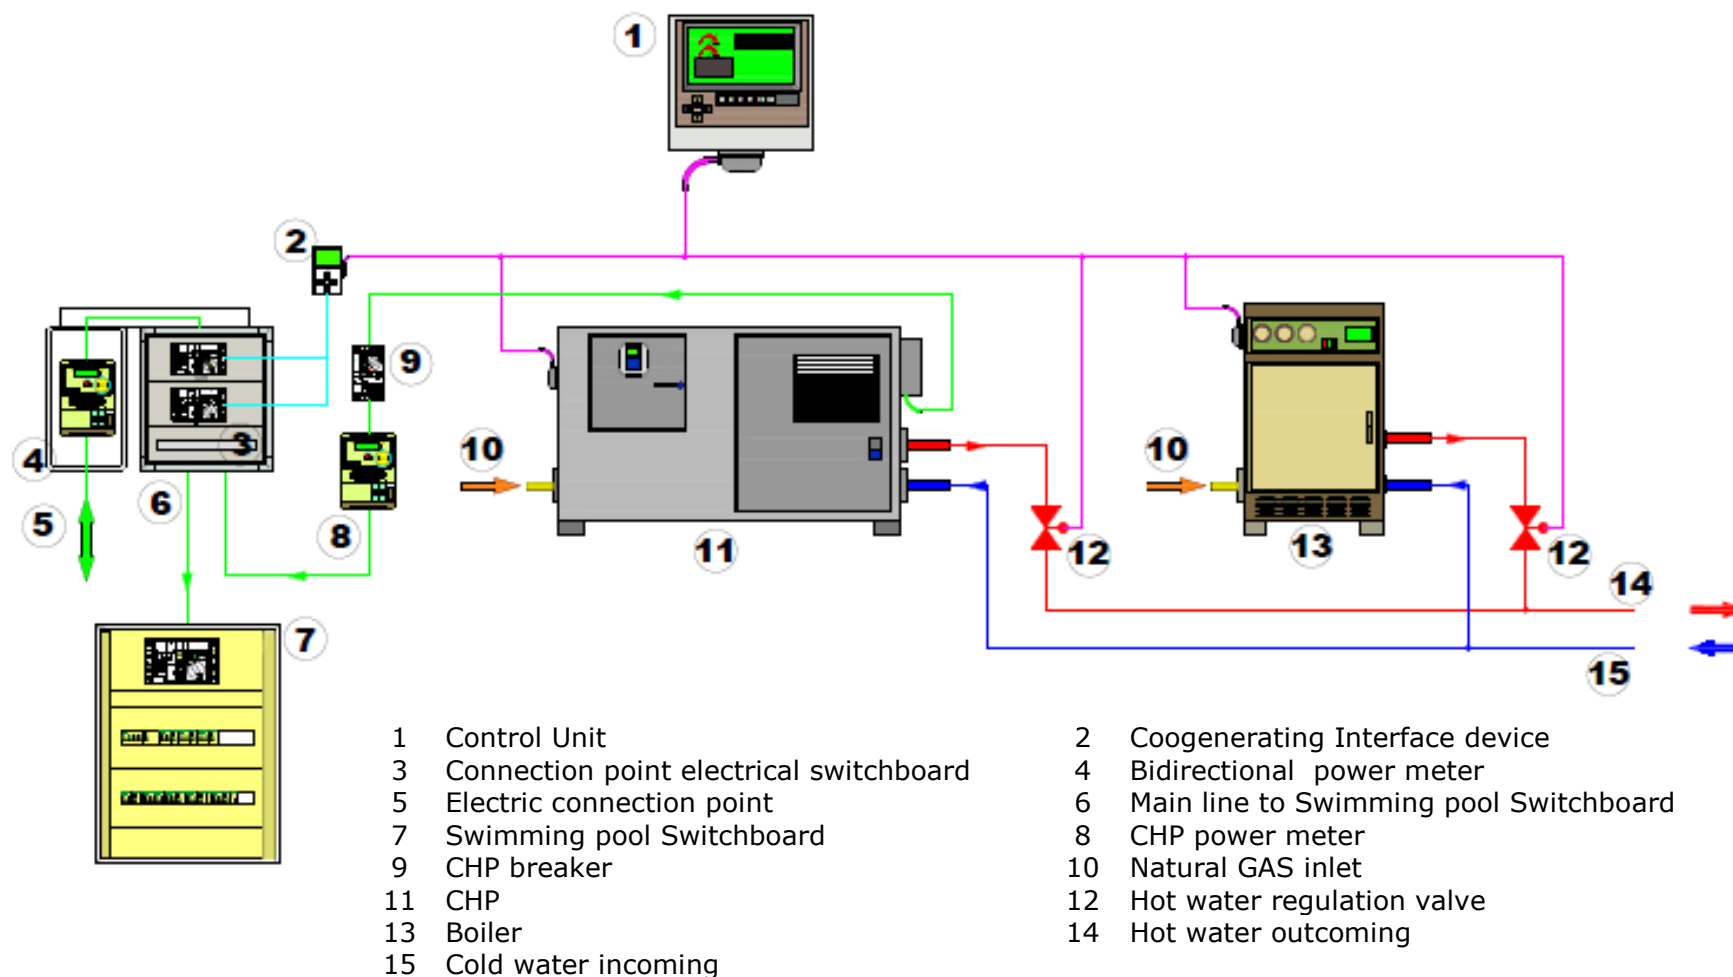 1
2
9
3
4
10
10
6
5
8
11
12
13
12
14
7
15
1 Control Unit 2 Coogenerating Interface device
3 Connection point electrical switchboard 4 Bidirectional power meter
5 Electric connection point 6 Main line to Swimming pool Switchboard
7 Swimming pool Switchboard 8 CHP power meter
9 CHP breaker 10 Natural GAS inlet
11 CHP 12 Hot water regulation valve
13 Boiler 14 Hot water outcoming
15 Cold water incoming